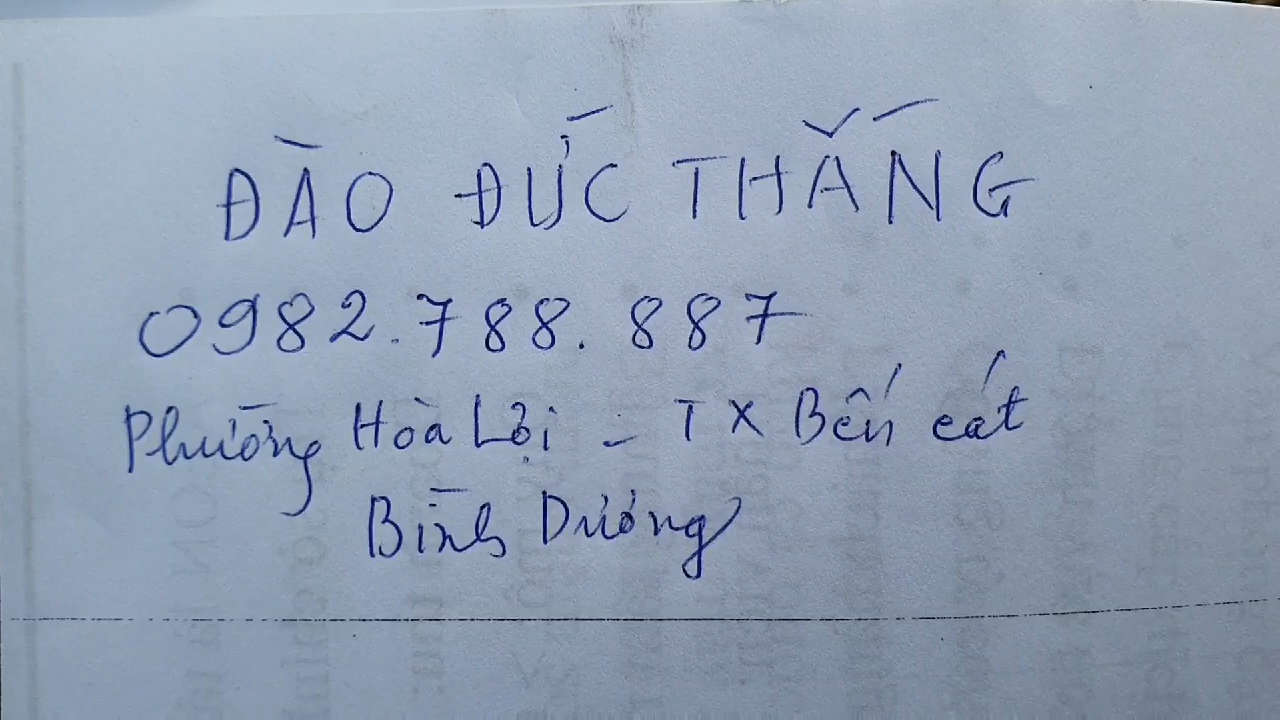 ĐÀO ĐỨC THẮNG
0982.788.887
Phường Hòa Lợi - TX Bến cát
Bình Dương